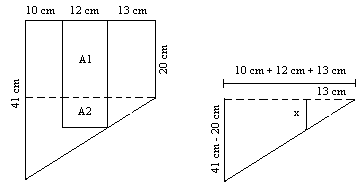 10 cm 12 cm 13 cm
A1
20 cm
41 cm
A2
10 cm + 12 cm + 13 cm
13 cm
x
41 cm - 20 cm